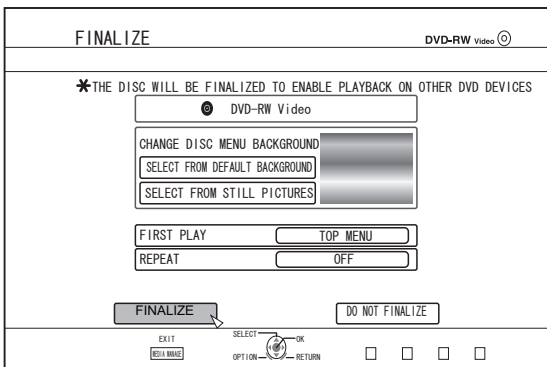 FINALIZE
DVD-RW Video
✱THE DISC WILL BE FINALIZED TO ENABLE PLAYBACK ON OTHER DVD DEVICES
DVD-RW Video
CHANGE DISC MENU BACKGROUND
SELECT FROM DEFAULT BACKGROUND
SELECT FROM STILL PICTURES
FIRST PLAY TOP MENU
REPEAT OFF
FINALIZE DO NOT FINALIZE
EXIT SELECT OK
MEDIA MANAGE OPTION RETURN